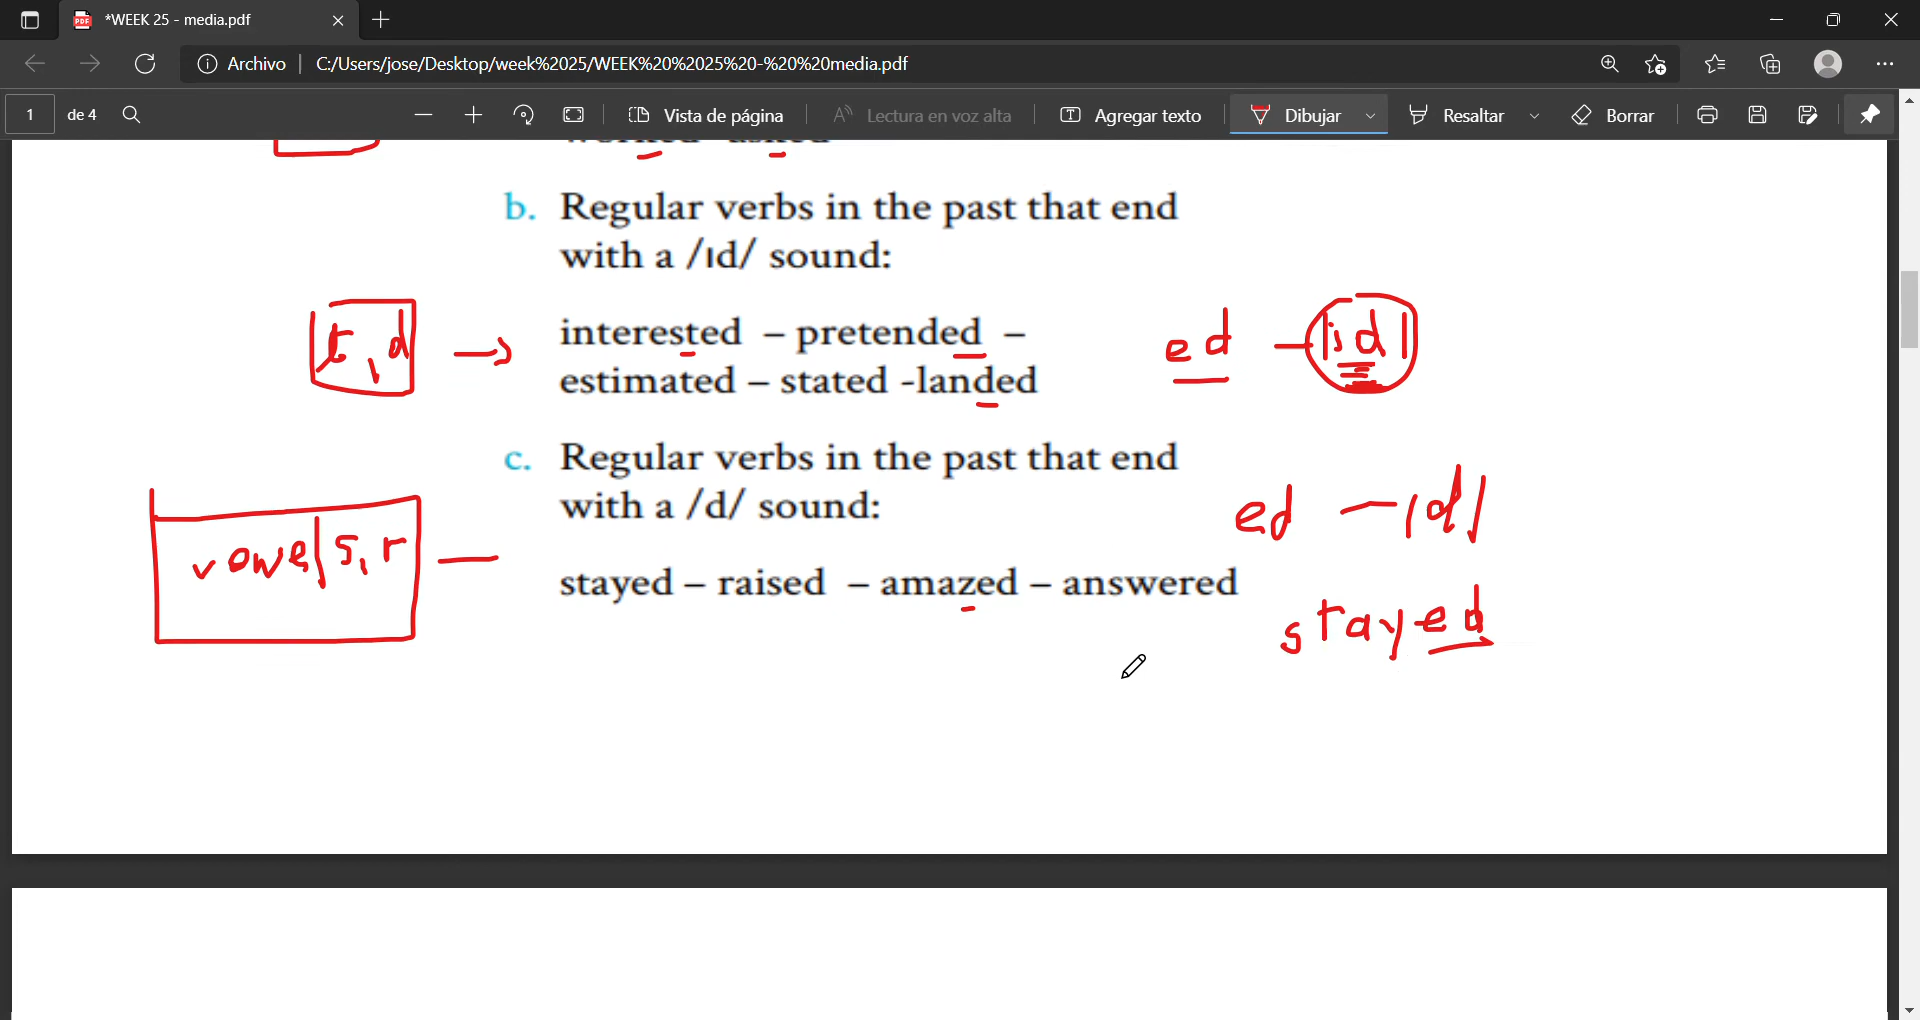 *WEEK 25 - media.pdf
Archivo | C:/Users/jose/Desktop/week%2025/WEEK%20%2025%20-%20%20media.pdf
1 de 4 Vista de página Lectura en voz alta Agregar texto Dibujar Resaltar Borrar
worked -asked
b. Regular verbs in the past that end
with a /ɪd/ sound:
t, d → interested – pretended –
ed – |id|
estimated – stated -landed
c. Regular verbs in the past that end
with a /d/ sound:
ed – /d/
vowels, r –
stayed – raised – amazed – answered
stayed